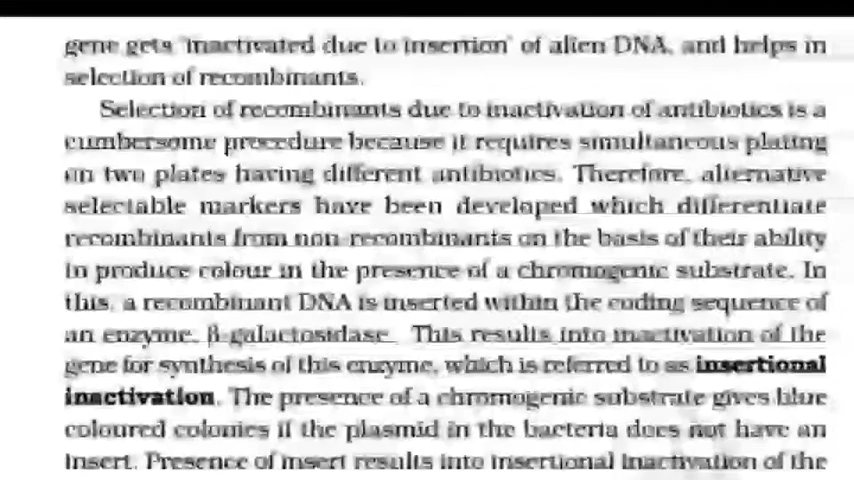 gene gets 'inactivated due to insertion' of alien DNA, and helps in
selection of recombinants.
Selection of recombinants due to inactivation of antibiotics is a
cumbersome procedure because it requires simultaneous plating
on two plates having different antibiotics. Therefore, alternative
selectable markers have been developed which differentiate
recombinants from non-recombinants on the basis of their ability
to produce colour in the presence of a chromogenic substrate. In
this, a recombinant DNA is inserted within the coding sequence of
an enzyme, β-galactosidase. This results into inactivation of the
gene for synthesis of this enzyme, which is referred to as insertional
inactivation. The presence of a chromogenic substrate gives blue
coloured colonies if the plasmid in the bacteria does not have an
insert. Presence of insert results into insertional inactivation of the